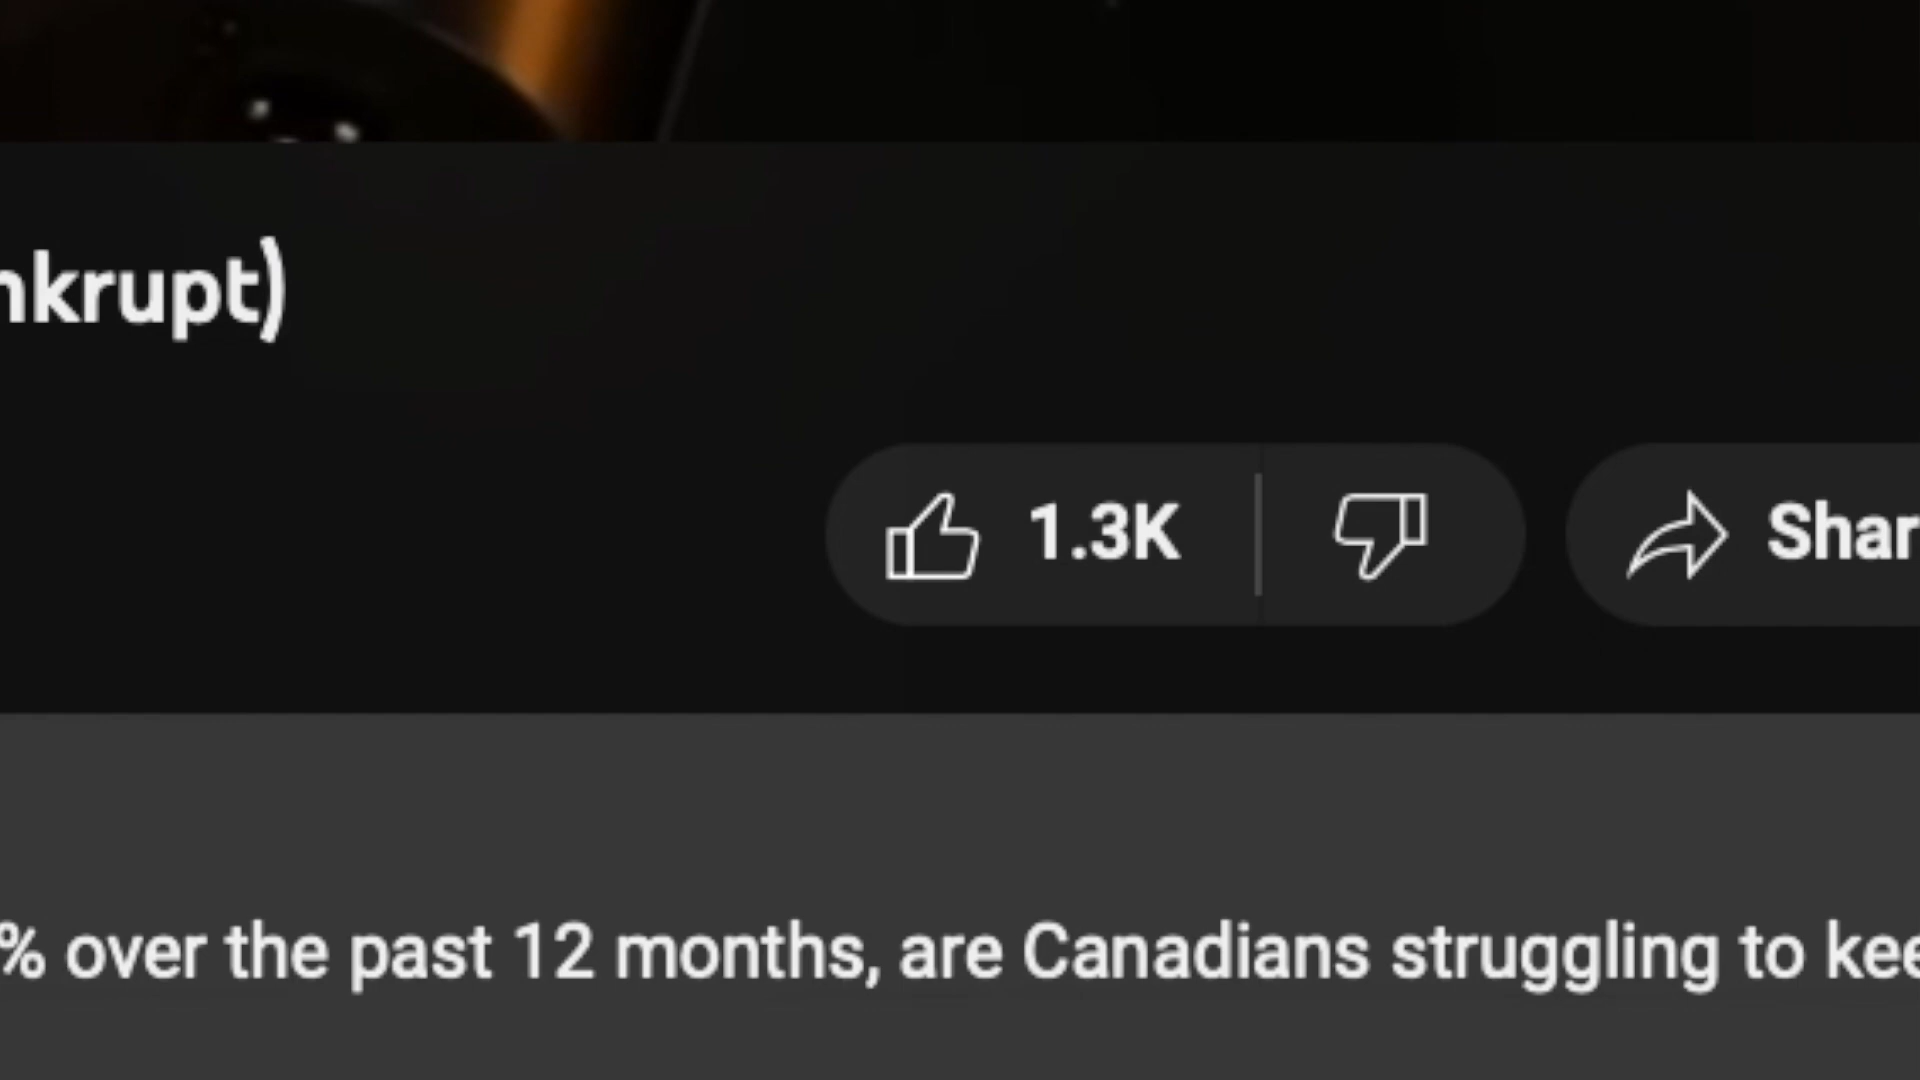 nkrupt)
1.3K Shar
% over the past 12 months, are Canadians struggling to kee